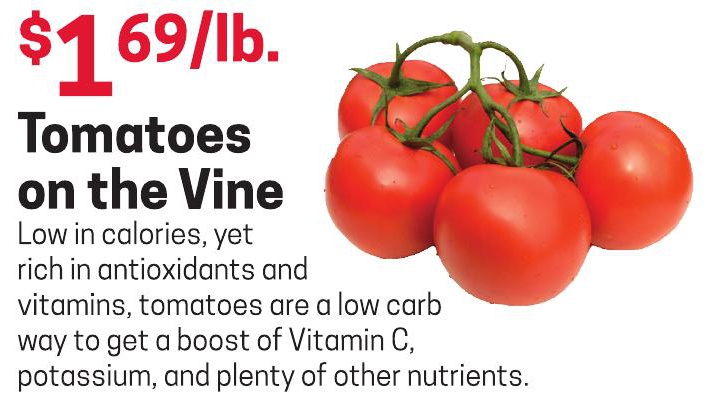 $1 69/lb.
Tomatoes
on the Vine
Low in calories, yet
rich in antioxidants and
vitamins, tomatoes are a low carb
way to get a boost of Vitamin C,
potassium, and plenty of other nutrients.